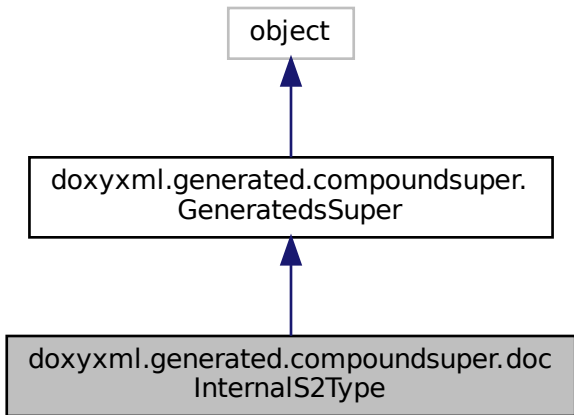 object
doxyxml.generated.compoundsuper.
GeneratedsSuper
doxyxml.generated.compoundsuper.doc
InternalS2Type